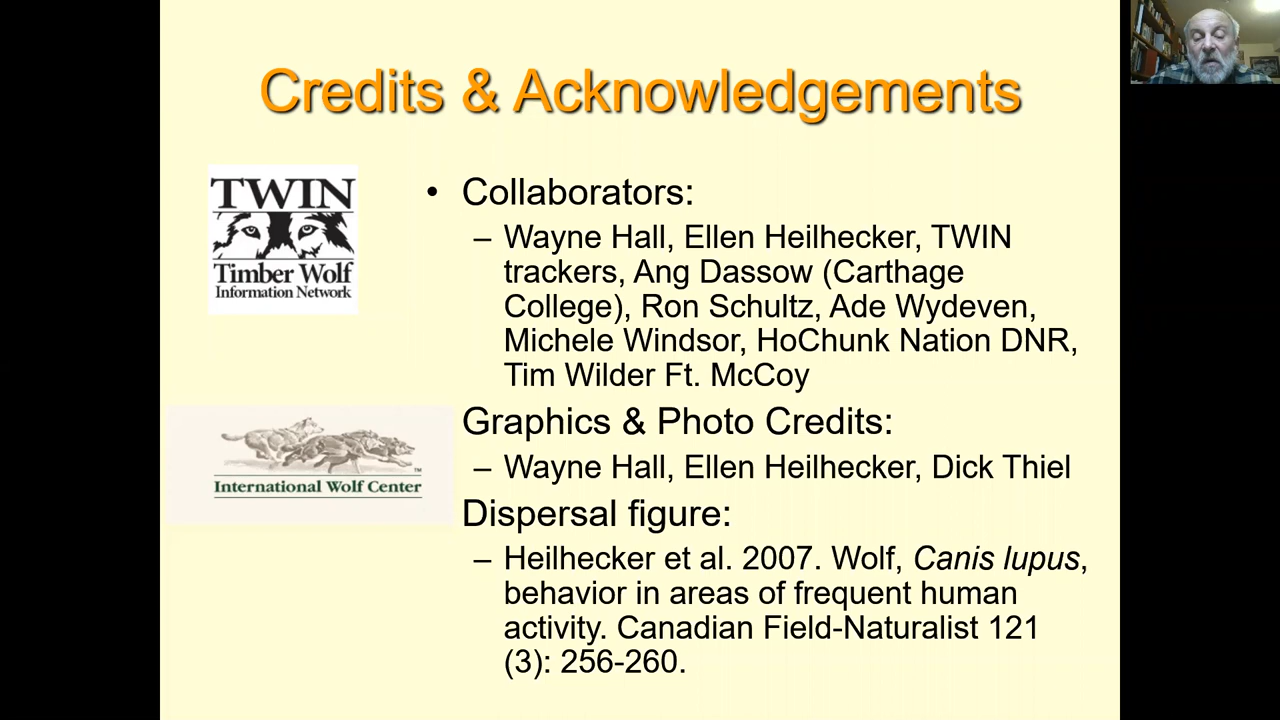 Credits & Acknowledgements
TWIN
Timber Wolf
Information Network
• Collaborators:
– Wayne Hall, Ellen Heilhecker, TWIN
trackers, Ang Dassow (Carthage
College), Ron Schultz, Ade Wydeven,
Michele Windsor, HoChunk Nation DNR,
Tim Wilder Ft. McCoy
International Wolf Center™
Graphics & Photo Credits:
– Wayne Hall, Ellen Heilhecker, Dick Thiel
Dispersal figure:
– Heilhecker et al. 2007. Wolf, Canis lupus,
behavior in areas of frequent human
activity. Canadian Field-Naturalist 121
(3): 256-260.